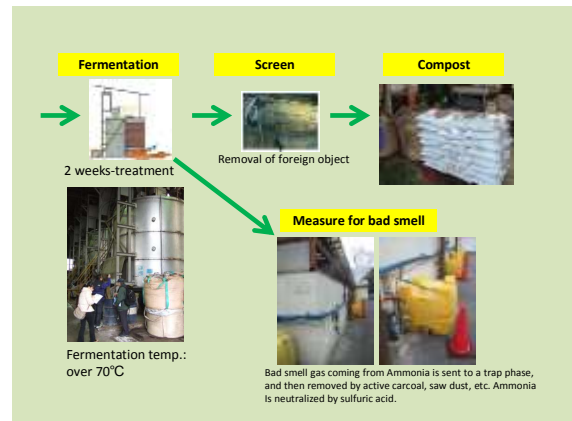 Fermentation
Screen
Compost
Removal of foreign object
2 weeks-treatment
Measure for bad smell
Fermentation temp.:
over 70℃
Bad smell gas coming from Ammonia is sent to a trap phase,
and then removed by active carcoal, saw dust, etc. Ammonia
Is neutralized by sulfuric acid.